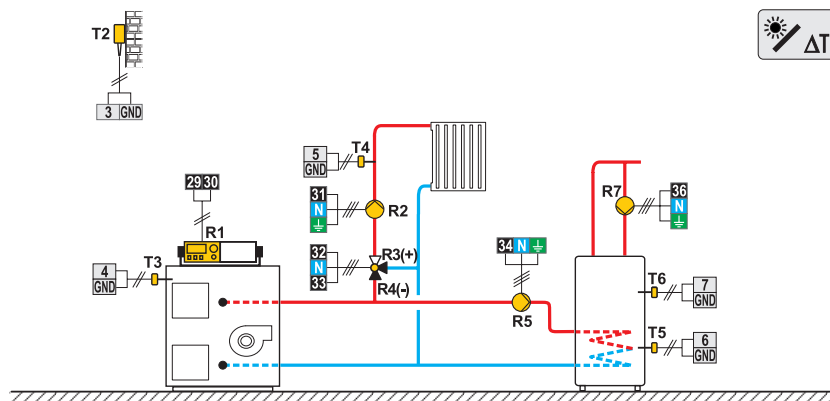 T2
ΔT
3 GND
5
GND
T4
29 30
31
N
R2
R7
36
N
R1
32
N
33
R3(+)
R4(-)
34 N
4
GND
T3
R5
T6
7
GND
T5
6
GND